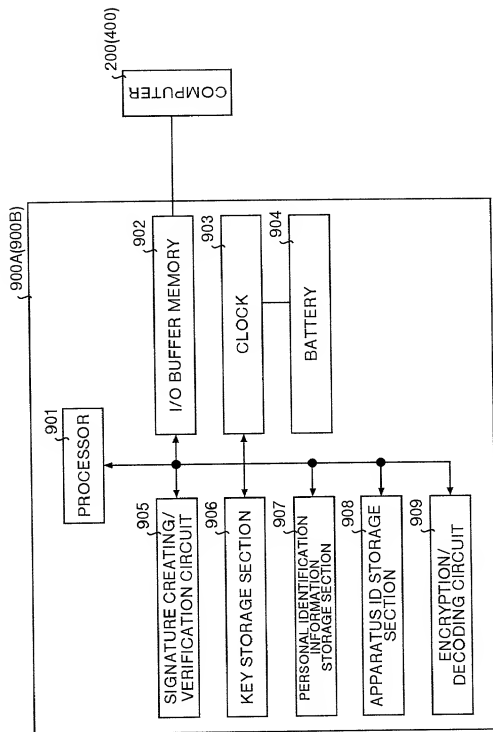 900A(900B)
200(400)
COMPUTER
901
PROCESSOR
902
I/O BUFFER MEMORY
903
CLOCK
904
BATTERY
905
SIGNATURE CREATING/
VERIFICATION CIRCUIT
906
KEY STORAGE SECTION
907
PERSONAL IDENTIFICATION
INFORMATION
STORAGE SECTION
908
APPARATUS ID STORAGE
SECTION
909
ENCRYPTION/
DECODING CIRCUIT